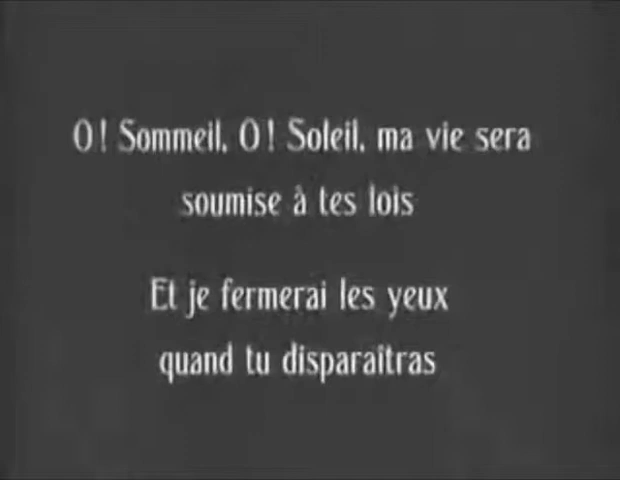 O! Sommeil, O! Soleil, ma vie sera
soumise à tes lois
Et je fermerai les yeux
quand tu disparaîtras